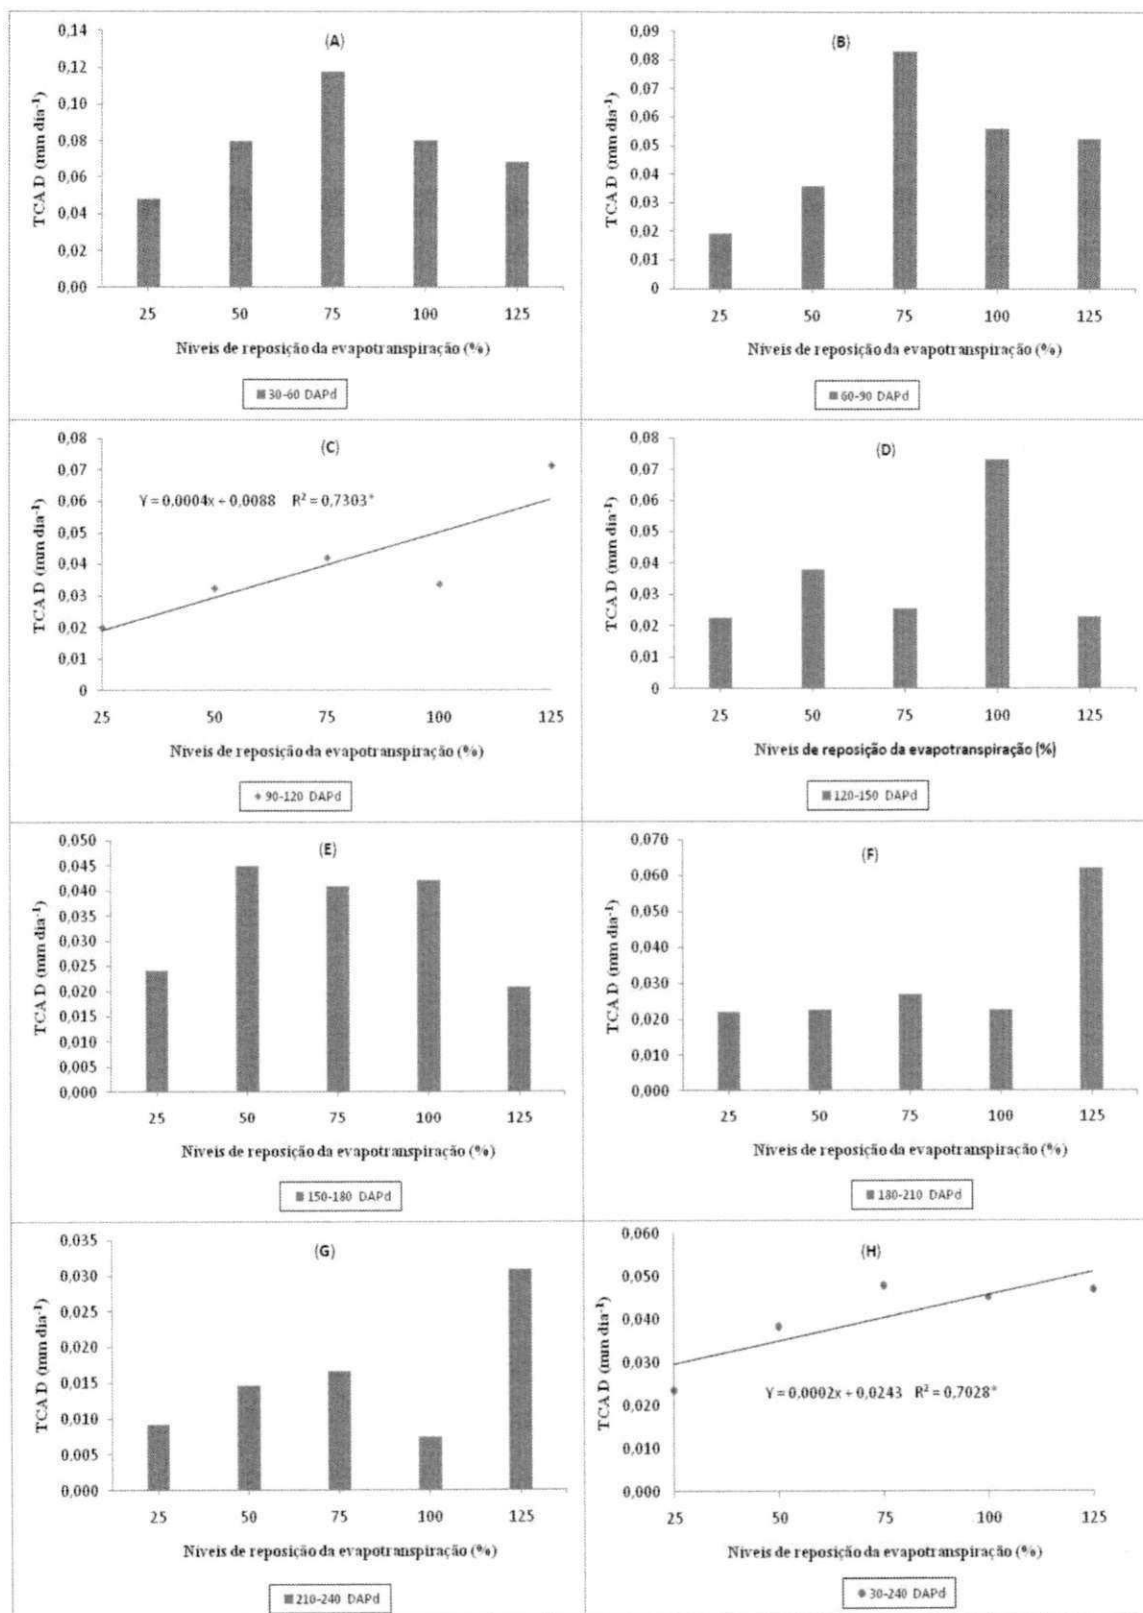 (A)
TCA D (mm dia⁻¹)
0,14
0,12
0,10
0,08
0,06
0,04
0,02
0,00
25 50 75 100 125
Níveis de reposição da evapotranspiração (%)
30-60 DAPd
(B)
TCA D (mm dia⁻¹)
0,09
0,08
0,07
0,06
0,05
0,04
0,03
0,02
0,01
0
25 50 75 100 125
Níveis de reposição da evapotranspiração (%)
60-90 DAPd
(C)
TCA D (mm dia⁻¹)
0,08
0,07
0,06
0,05
0,04
0,03
0,02
0,01
0
Y = 0,0004x + 0,0088 R² = 0,7303*
25 50 75 100 125
Níveis de reposição da evapotranspiração (%)
90-120 DAPd
(D)
TCA D (mm dia⁻¹)
0,08
0,07
0,06
0,05
0,04
0,03
0,02
0,01
0
25 50 75 100 125
Níveis de reposição da evapotranspiração (%)
120-150 DAPd
(E)
TCA D (mm dia⁻¹)
0,050
0,045
0,040
0,035
0,030
0,025
0,020
0,015
0,010
0,005
0,000
25 50 75 100 125
Níveis de reposição da evapotranspiração (%)
150-180 DAPd
(F)
TCA D (mm dia⁻¹)
0,070
0,060
0,050
0,040
0,030
0,020
0,010
0,000
25 50 75 100 125
Níveis de reposição da evapotranspiração (%)
180-210 DAPd
(G)
TCA D (mm dia⁻¹)
0,035
0,030
0,025
0,020
0,015
0,010
0,005
0,000
25 50 75 100 125
Níveis de reposição da evapotranspiração (%)
210-240 DAPd
(H)
TCA D (mm dia⁻¹)
0,060
0,050
0,040
0,030
0,020
0,010
0,000
Y = 0,0002x + 0,0243 R² = 0,7028*
25 50 75 100 125
Níveis de reposição da evapotranspiração (%)
30-240 DAPd